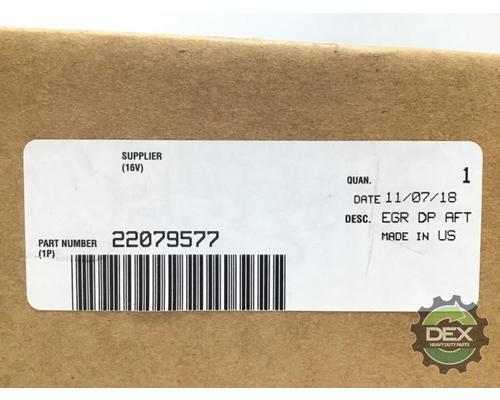 SUPPLIER
(16V)
QUAN. 1
DATE 11/07/18
DESC. EGR DP AFT
MADE IN US
PART NUMBER 22079577
(1P)
DEX
HEAVY DUTY PARTS